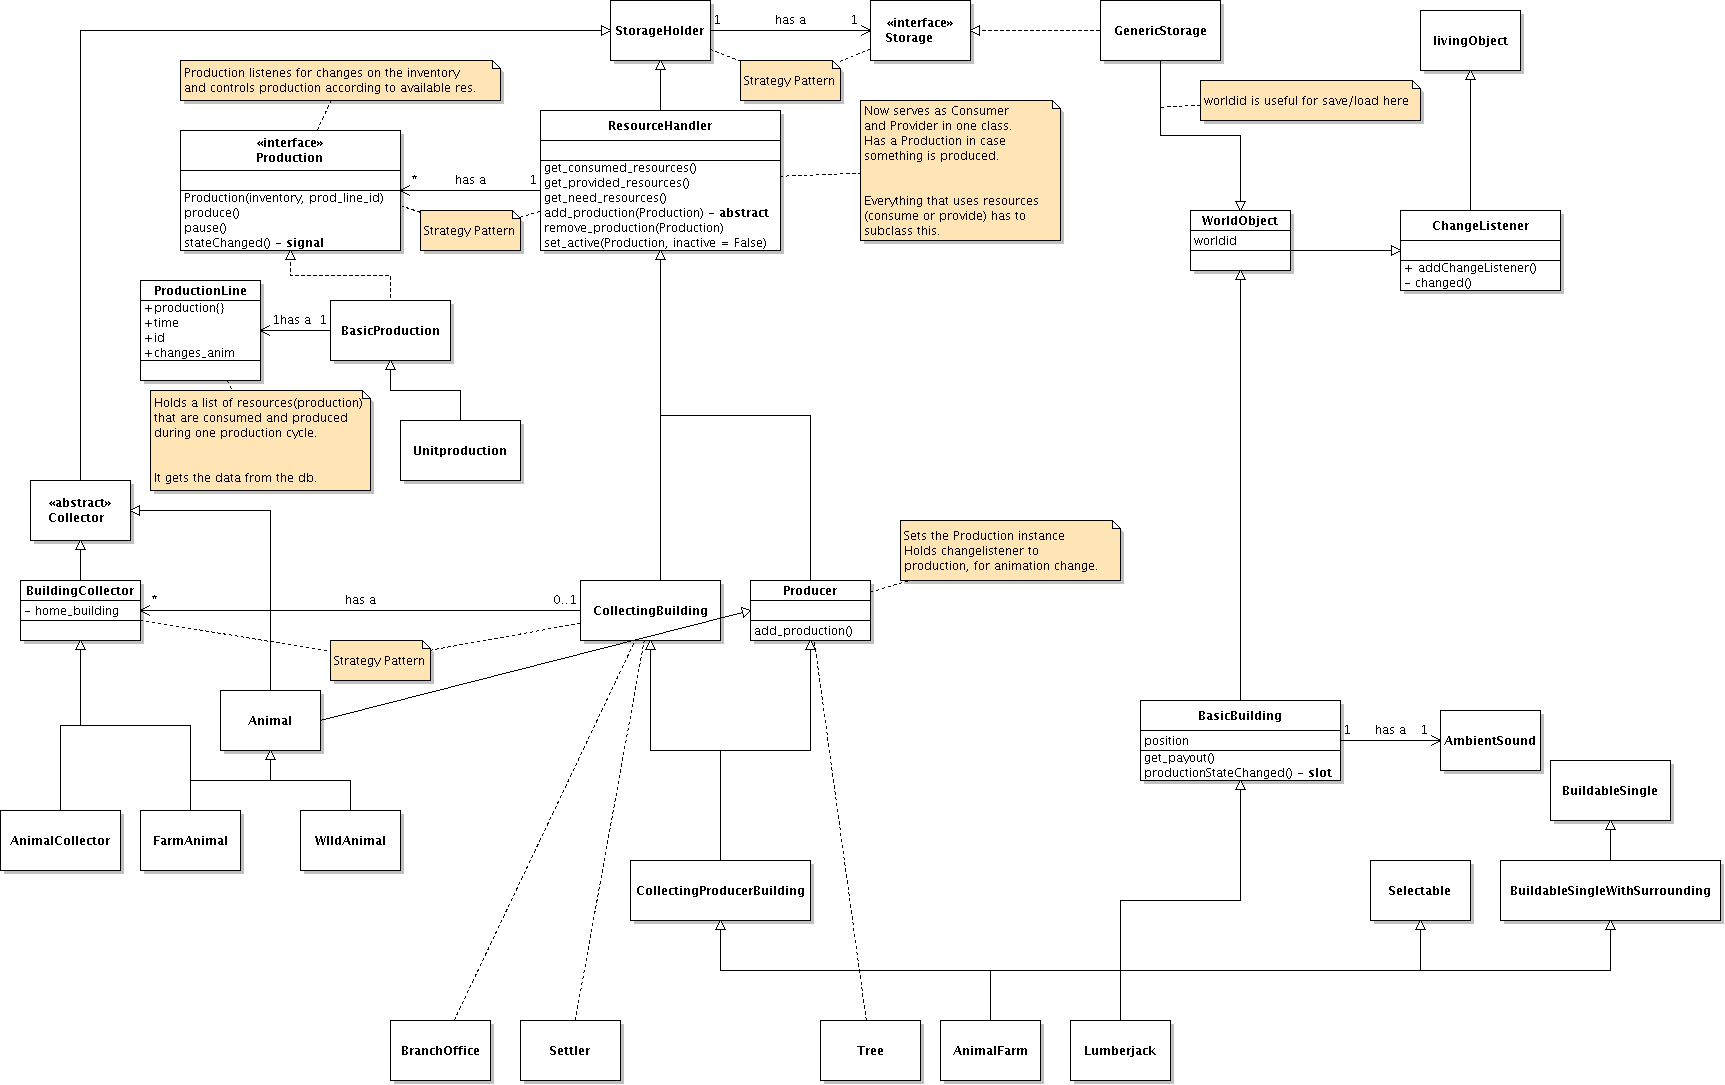 StorageHolder
1
has a
1
«interface»
Storage
GenericStorage
livingObject
Strategy Pattern
Production listenes for changes on the inventory
and controls production according to available res.
worldid is useful for save/load here
«interface»
Production
Production(inventory, prod_line_id)
produce()
pause()
stateChanged() - signal
*
has a
1
Strategy Pattern
ResourceHandler
get_consumed_resources()
get_provided_resources()
get_need_resources()
add_production(Production) - abstract
remove_production(Production)
set_active(Production, inactive = False)
Now serves as Consumer
and Provider in one class.
Has a Production in case
something is produced.
Everything that uses resources
(consume or provide) has to
subclass this.
WorldObject
worldid
ChangeListener
+ addChangeListener()
- changed()
ProductionLine
+production{}
+time
+id
+changes_anim
1has a 1
BasicProduction
Holds a list of resources(production)
that are consumed and produced
during one production cycle.
It gets the data from the db.
Unitproduction
«abstract»
Collector
Sets the Production instance
Holds changelistener to
production, for animation change.
BuildingCollector
- home_building
*
has a
0..1
CollectingBuilding
Producer
add_production()
Strategy Pattern
Animal
BasicBuilding
position
get_payout()
productionStateChanged() - slot
1
has a
1
AmbientSound
BuildableSingle
AnimalCollector
FarmAnimal
WIldAnimal
CollectingProducerBuilding
Selectable
BuildableSingleWithSurrounding
BranchOffice
Settler
Tree
AnimalFarm
Lumberjack